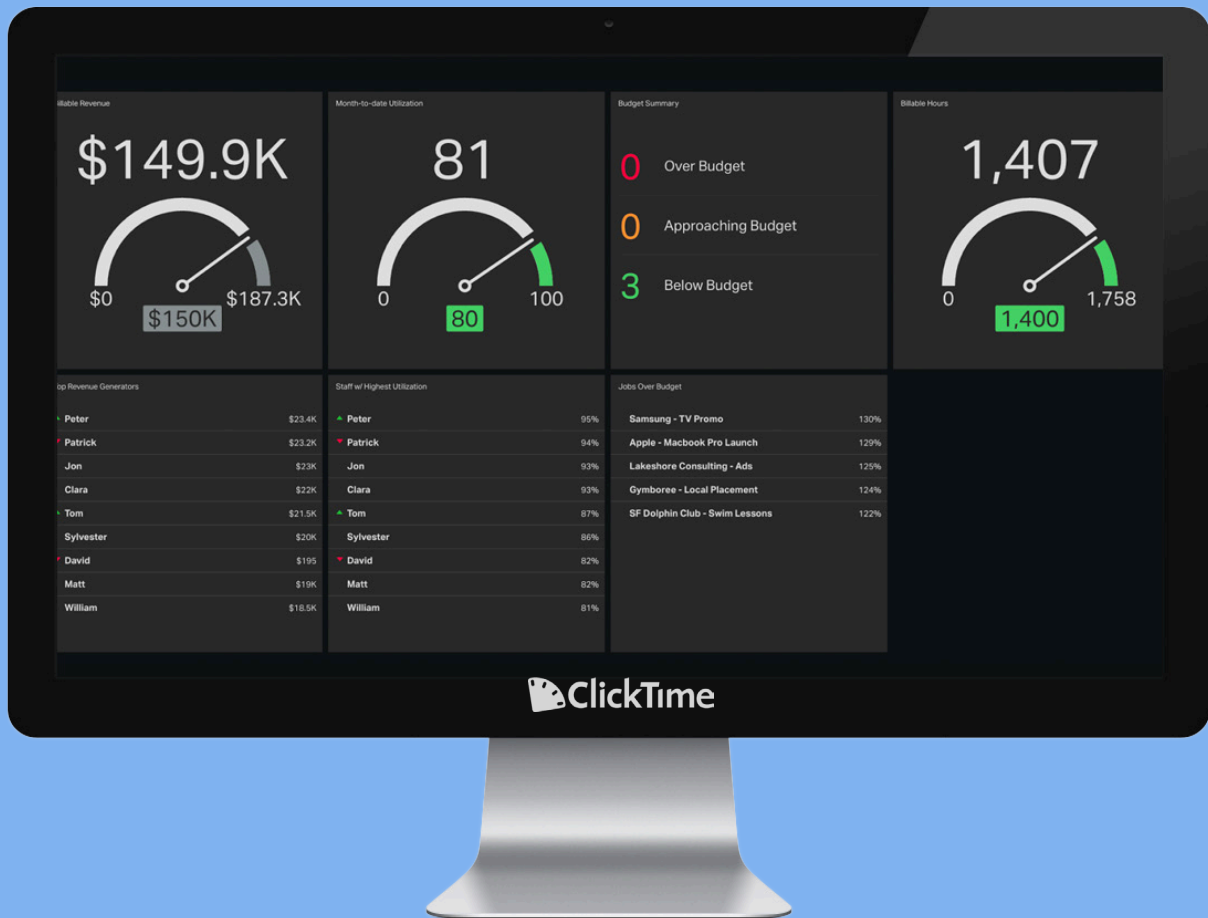 illable Revenue
$149.9K
$0
$187.3K
$150K
Month-to-date Utilization
81
0
100
80
Budget Summary
0 Over Budget
0 Approaching Budget
3 Below Budget
Billable Hours
1,407
0
1,758
1,400
op Revenue Generators
Peter $23.4K
Patrick $23.2K
Jon $23K
Clara $22K
Tom $21.5K
Sylvester $20K
David $195
Matt $19K
William $18.5K
Staff w/ Highest Utilization
Peter 95%
Patrick 94%
Jon 93%
Clara 93%
Tom 87%
Sylvester 86%
David 82%
Matt 82%
William 81%
Jobs Over Budget
Samsung - TV Promo 130%
Apple - Macbook Pro Launch 129%
Lakeshore Consulting - Ads 125%
Gymboree - Local Placement 124%
SF Dolphin Club - Swim Lessons 122%
ClickTime